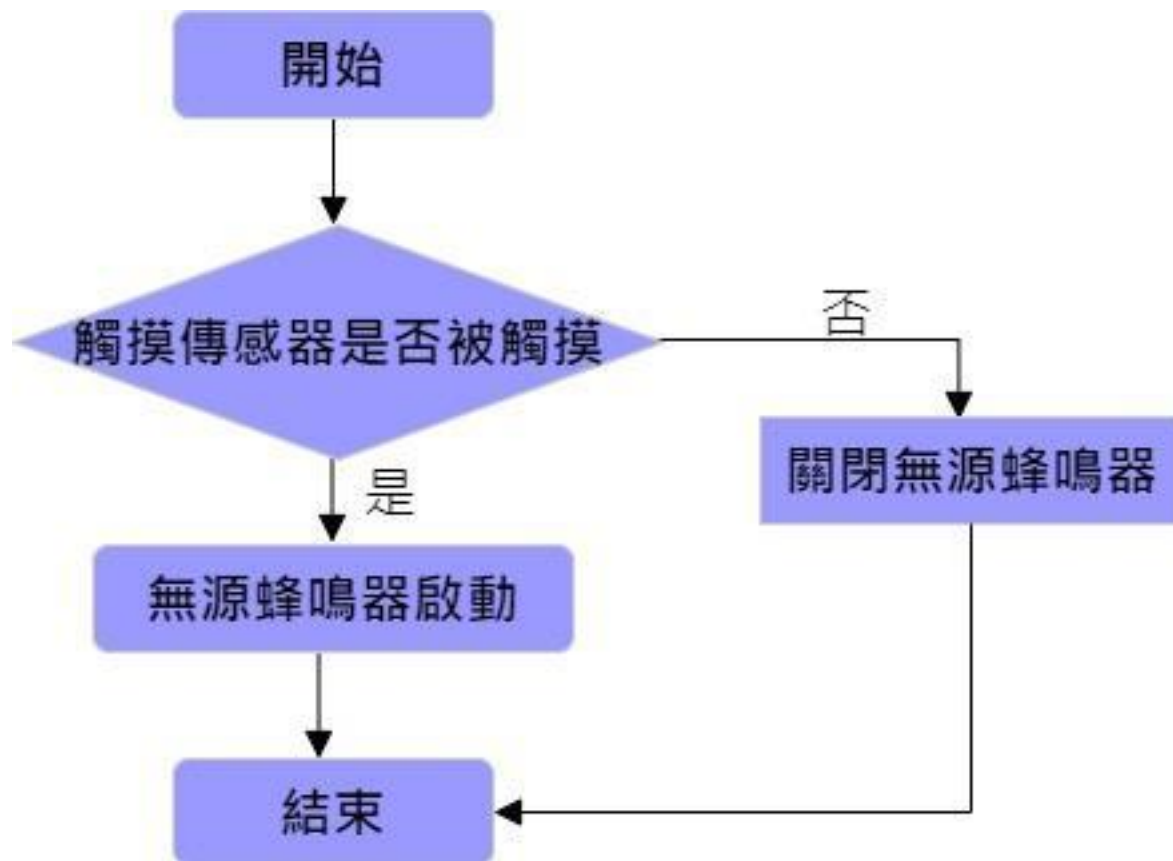 開始
觸摸傳感器是否被觸摸
否
關閉無源蜂鳴器
是
無源蜂鳴器啟動
結束